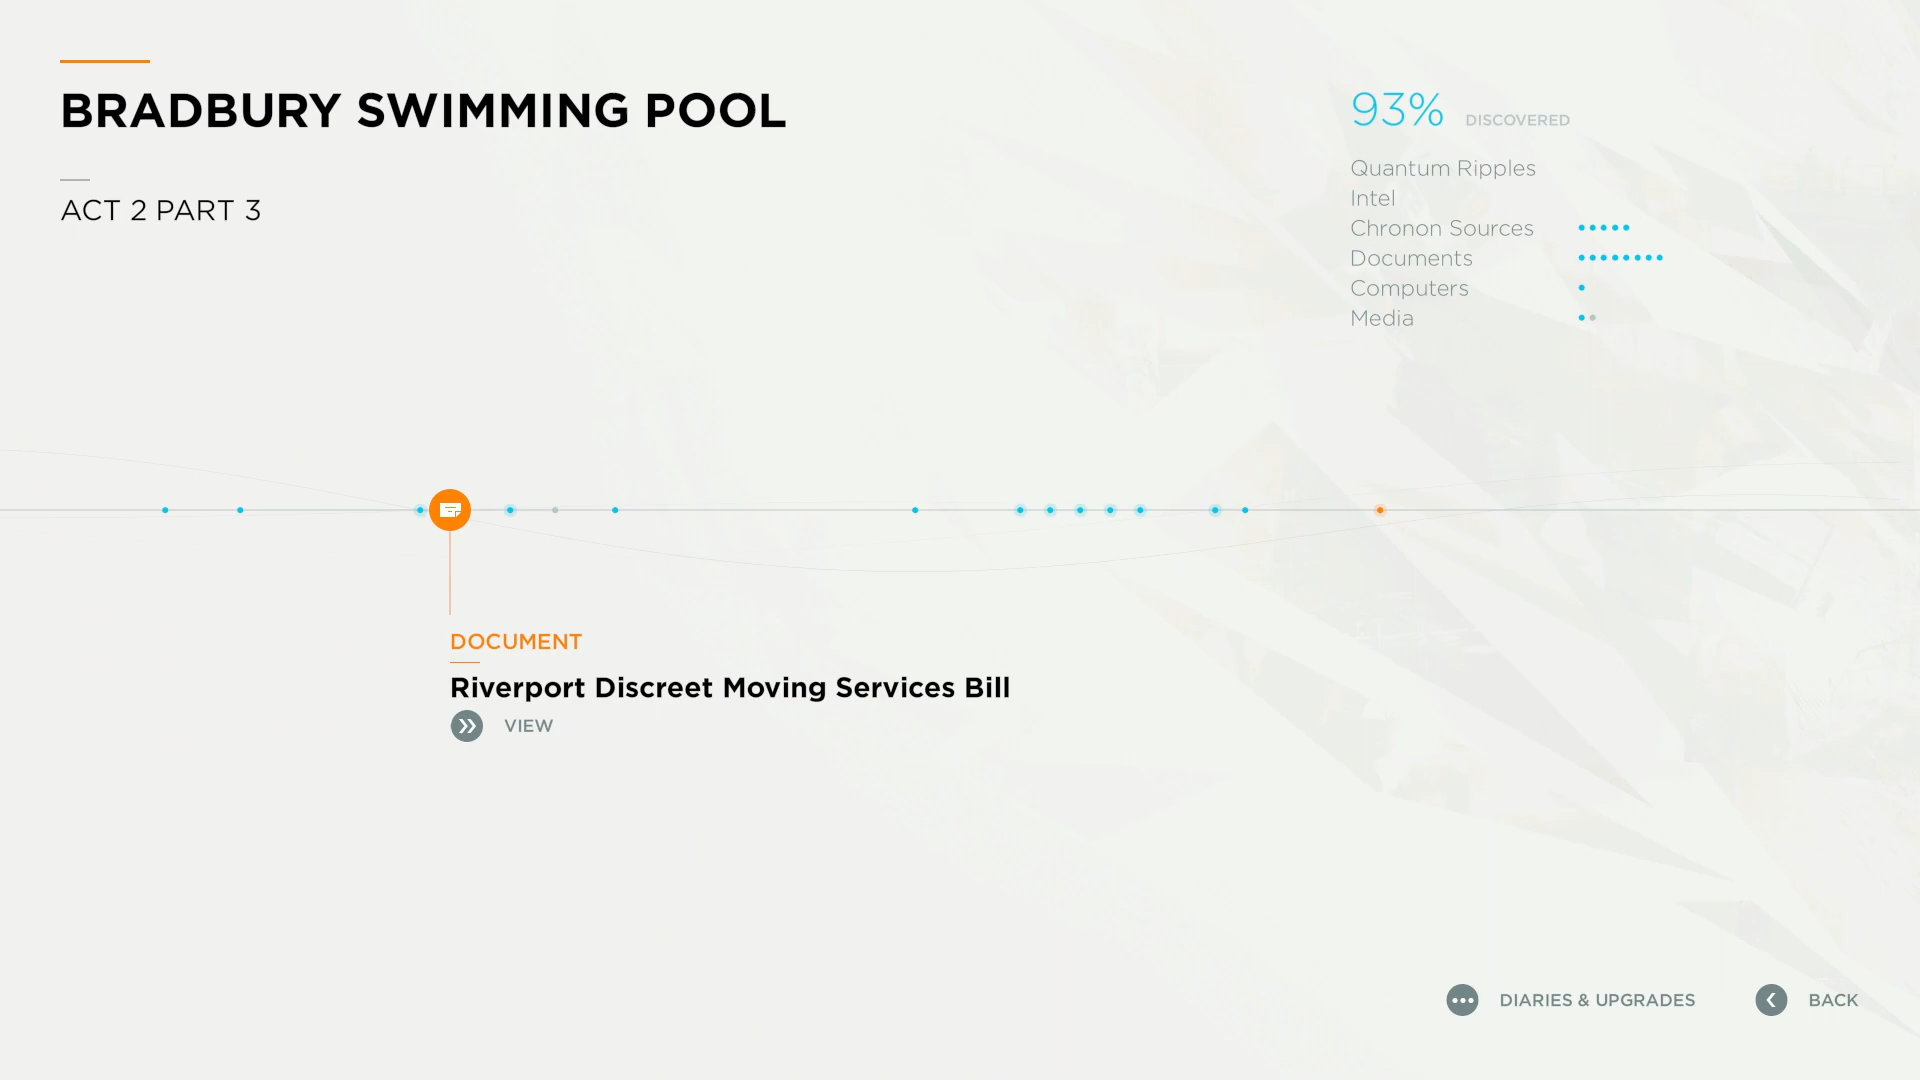 BRADBURY SWIMMING POOL
ACT 2 PART 3
93% DISCOVERED
Quantum Ripples
Intel
Chronon Sources
Documents
Computers
Media
DOCUMENT
Riverport Discreet Moving Services Bill
VIEW
DIARIES & UPGRADES
BACK